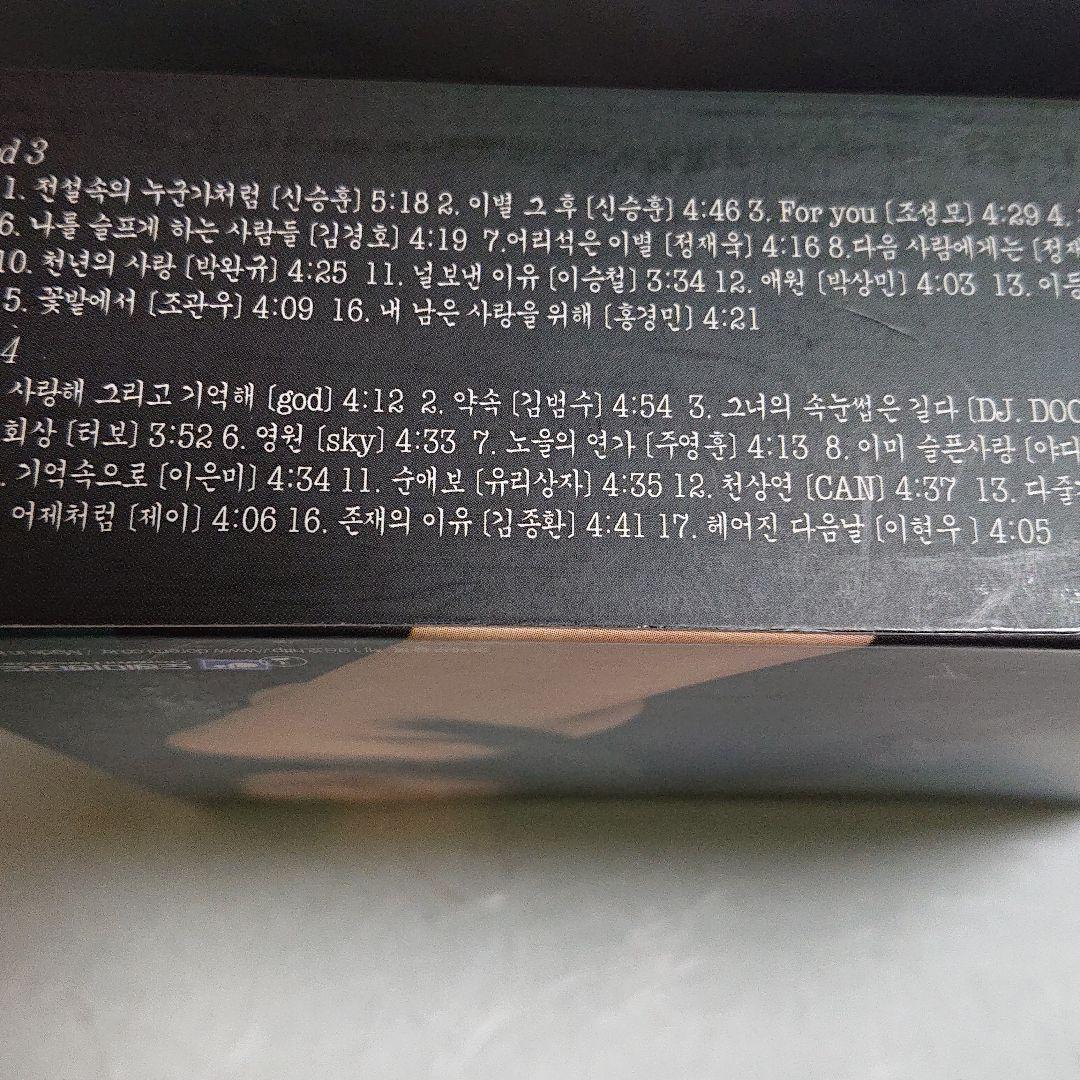 d 3
1. 전설속의 누군가처럼 [신승훈] 5:18 2. 이별 그 후 [신승훈] 4:46 3. For you [조성모] 4:29 4.
6. 나를 슬프게 하는 사람들 [김경호] 4:19 7.어리석은 이별 [정재욱] 4:16 8.다음 사람에게는 [정재
10. 천년의 사랑 [박완규] 4:25 11. 널 보낸 이유 [이승철] 3:34 12. 애원 [박상민] 4:03 13. 이등
5. 꽃밭에서 [조관우] 4:09 16. 내 남은 사랑을 위해 [홍경민] 4:21
4
사랑해 그리고 기억해 [god] 4:12 2. 약속 [김범수] 4:54 3. 그녀의 속눈썹은 길다 [DJ. DOC
회상 [터보] 3:52 6. 영원 [sky] 4:33 7. 노을의 연가 [주영훈] 4:13 8. 이미 슬픈사랑 [야다
. 기억속으로 [이은미] 4:34 11. 순애보 [유리상자] 4:35 12. 천상연 [CAN] 4:37 13. 다줄
어제처럼 [제이] 4:06 16. 존재의 이유 [김종환] 4:41 17. 헤어진 다음날 [이현우 ] 4:05